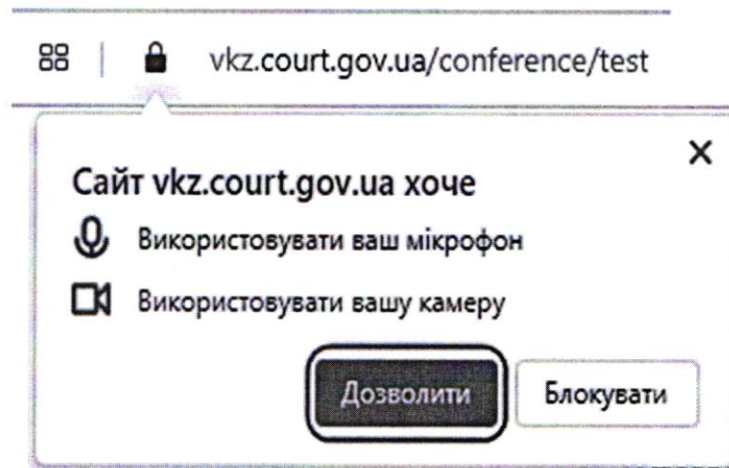 vkz.court.gov.ua/conference/test
Сайт vkz.court.gov.ua хоче
Використовувати ваш мікрофон
Використовувати вашу камеру
Дозволити Блокувати